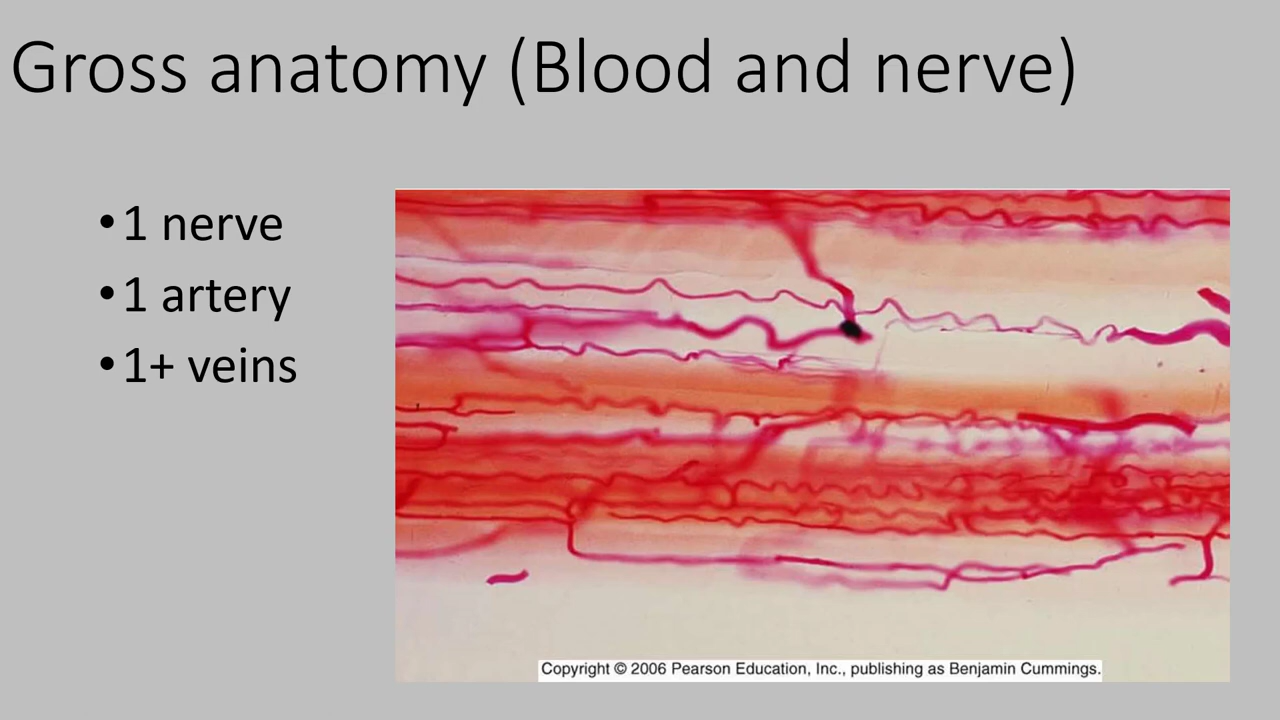 Gross anatomy (Blood and nerve)
•1 nerve
•1 artery
•1+ veins
Copyright © 2006 Pearson Education, Inc., publishing as Benjamin Cummings.